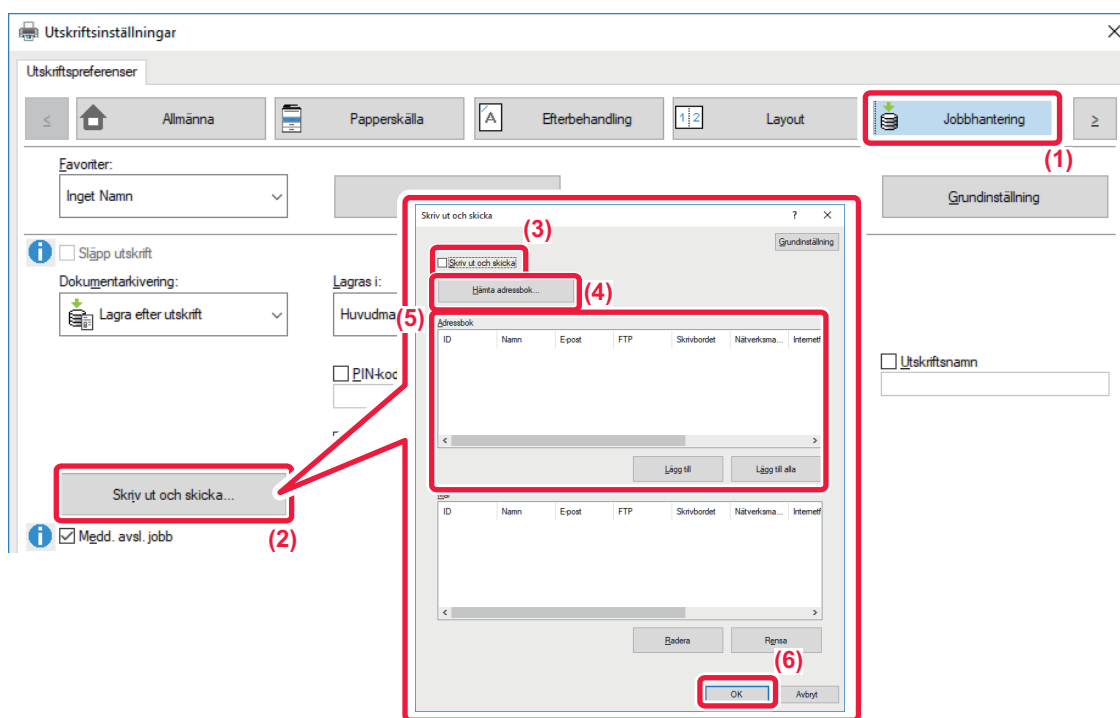 Utskriftsinställningar
Utskriftspreferenser
< Allmänna Papperskälla Efterbehandling 1 2 Layout Jobbhantering >
(1)
Favoriter:
Inget Namn
Grundinställning
Släpp utskrift
Dokumentarkivering:
Lagra efter utskrift
Lagras i:
Huvudma
PIN-kod
Utskriftsnamn
Skriv ut och skicka...
(2)
Medd. avsl. jobb
Skriv ut och skicka ? ×
(3)
Grundinställning
Skriv ut och skicka
Hämta adressbok...
(4)
(5)
Adressbok
ID Namn E-post FTP Skrivbordet Nätverksma... Internetf
Lägg till Lägg till alla
ID Namn E-post FTP Skrivbordet Nätverksma... Internetf
Radera Rensa
(6)
OK Avbryt